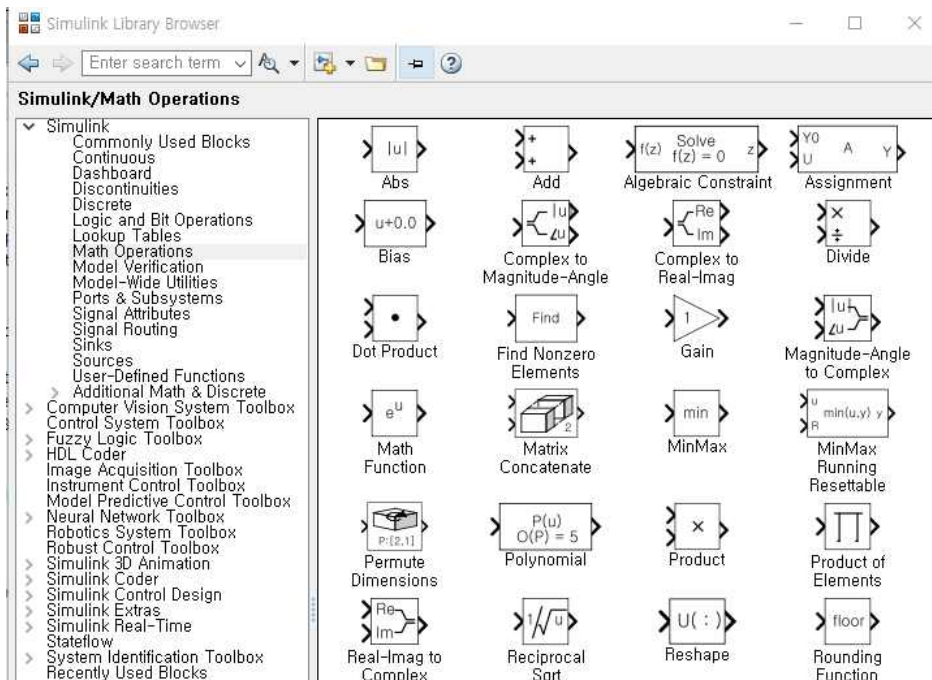 Simulink Library Browser
Enter search term
Simulink/Math Operations
Simulink
Commonly Used Blocks
Continuous
Dashboard
Discontinuities
Discrete
Logic and Bit Operations
Lookup Tables
Math Operations
Model Verification
Model-Wide Utilities
Ports & Subsystems
Signal Attributes
Signal Routing
Sinks
Sources
User-Defined Functions
Additional Math & Discrete
Computer Vision System Toolbox
Control System Toolbox
Fuzzy Logic Toolbox
HDL Coder
Image Acquisition Toolbox
Instrument Control Toolbox
Model Predictive Control Toolbox
Neural Network Toolbox
Robotics System Toolbox
Robust Control Toolbox
Simulink 3D Animation
Simulink Coder
Simulink Control Design
Simulink Extras
Simulink Real-Time
Stateflow
System Identification Toolbox
Recently Used Blocks
|u|
Abs
+
+
Add
f(z) Solve f(z) = 0 z
Algebraic Constraint
Y0
U A Y
Assignment
u+0.0
Bias
|u|
∠u
Complex to
Magnitude-Angle
Re
Im
Complex to
Real-Imag
×
÷
Divide
Dot Product
Find
Find Nonzero
Elements
1
Gain
|u|
∠u
Magnitude-Angle
to Complex
e^u
Math
Function
2
Matrix
Concatenate
min
MinMax
u
min(u,y) y
R
MinMax
Running
Resettable
P:[2,1]
Permute
Dimensions
P(u)
O(P) = 5
Polynomial
×
Product
∏
Product of
Elements
Re
Im
Real-Imag to
Complex
1/√u
Reciprocal
Sqrt
U( : )
Reshape
floor
Rounding
Function